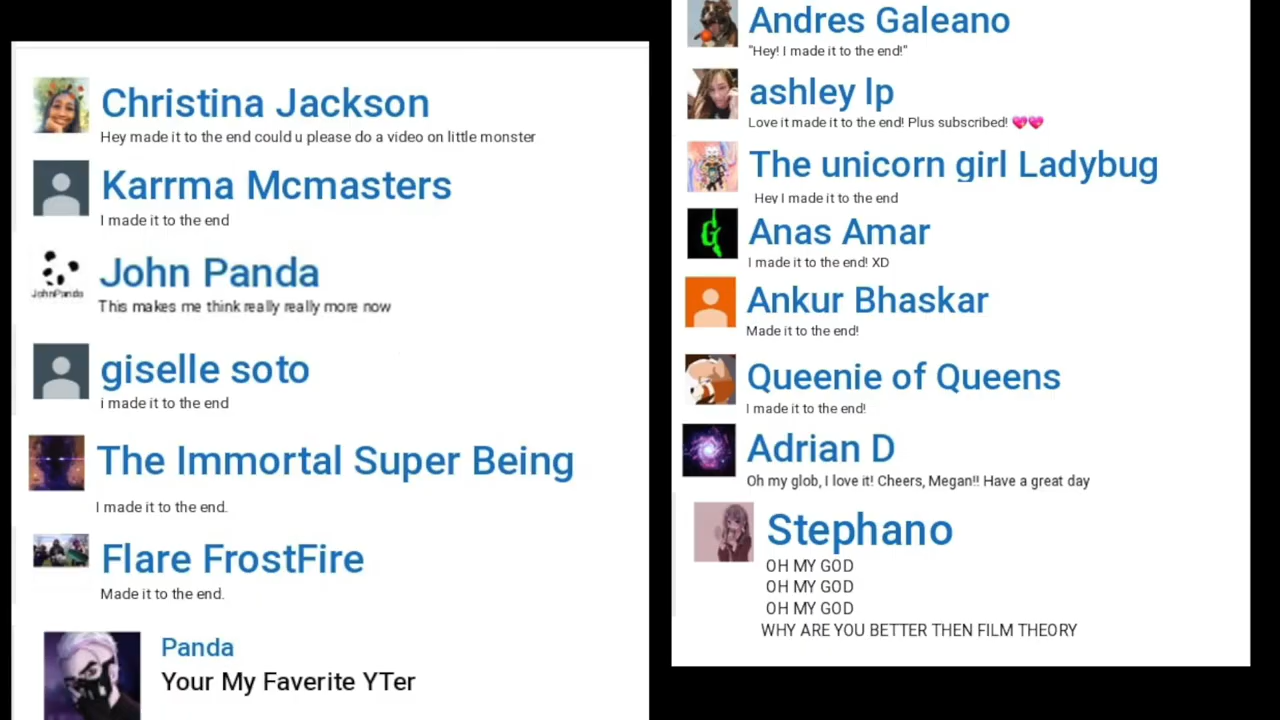 Christina Jackson
Hey made it to the end could u please do a video on little monster
Karrma Mcmasters
I made it to the end
JohnPanda
John Panda
This makes me think really really more now
giselle soto
i made it to the end
The Immortal Super Being
I made it to the end.
Flare FrostFire
Made it to the end.
Panda
Your My Faverite YTer
Andres Galeano
"Hey! I made it to the end!"
ashley lp
Love it made it to the end! Plus subscribed! 💖💖
The unicorn girl Ladybug
Hey I made it to the end
G
Anas Amar
I made it to the end! XD
Ankur Bhaskar
Made it to the end!
Queenie of Queens
I made it to the end!
Adrian D
Oh my glob, I love it! Cheers, Megan!! Have a great day
Stephano
OH MY GOD
OH MY GOD
OH MY GOD
WHY ARE YOU BETTER THEN FILM THEORY